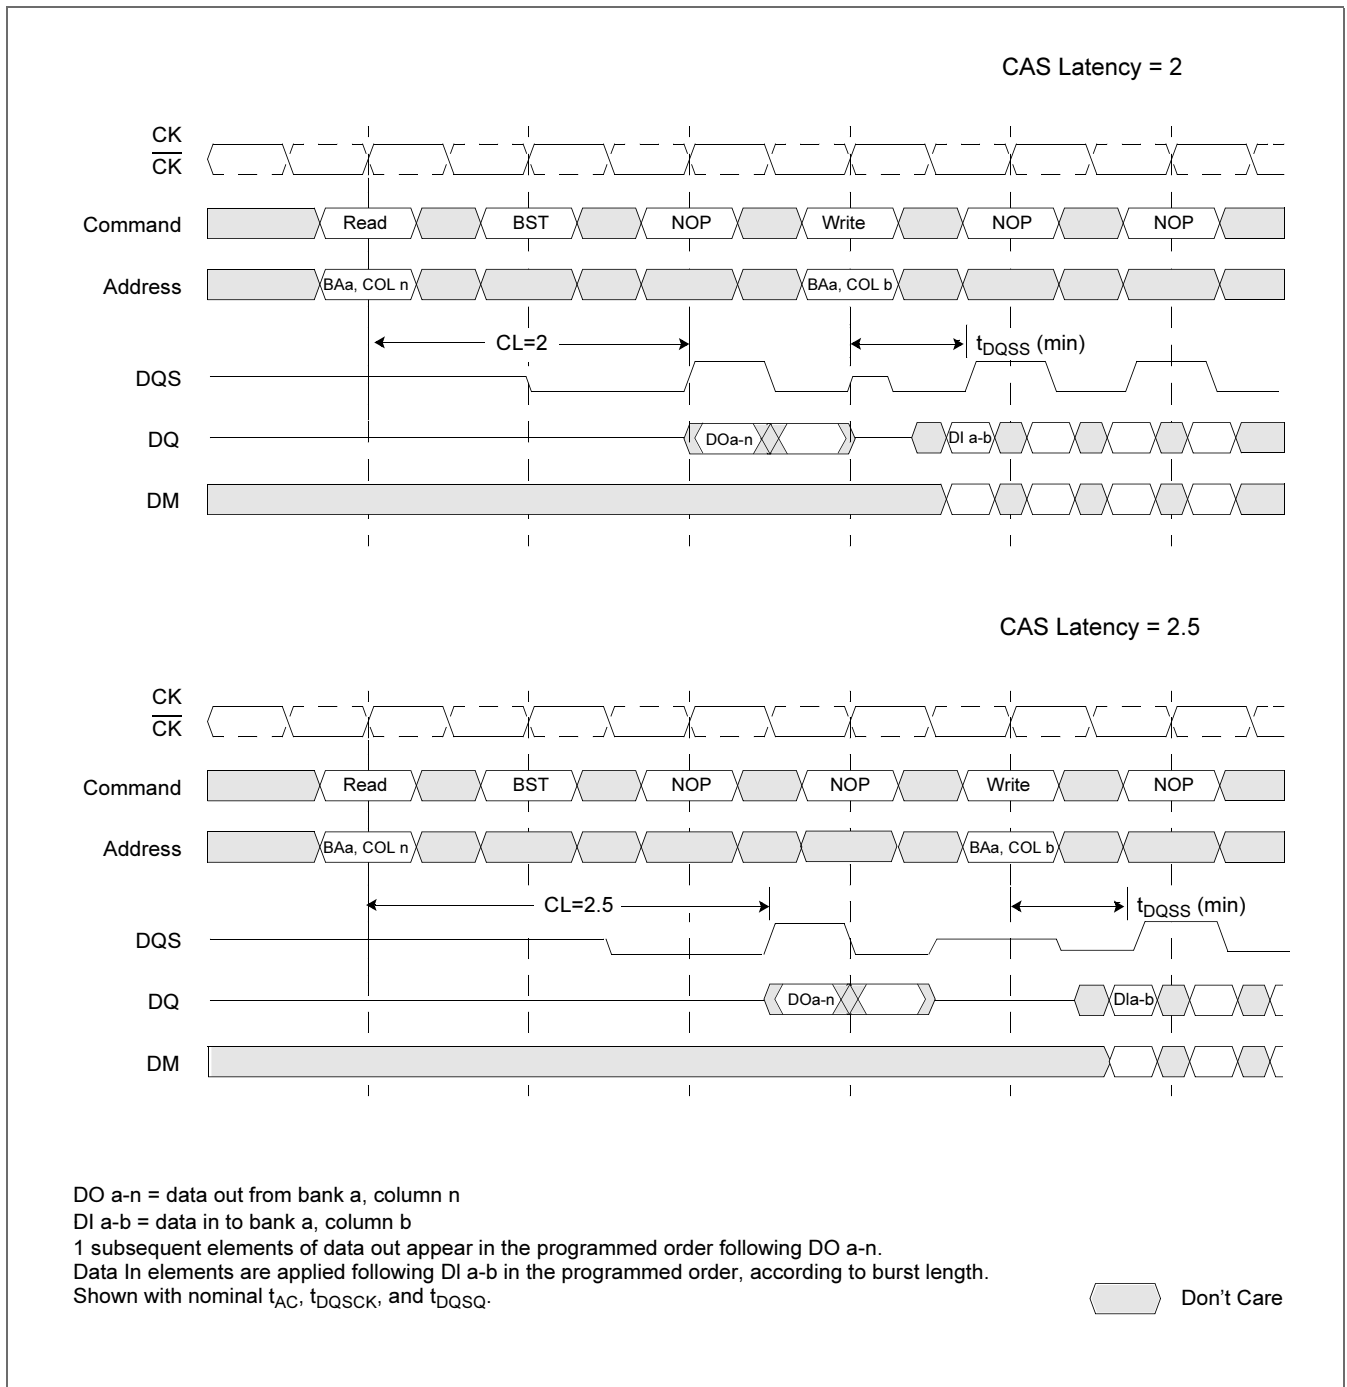 CAS Latency = 2
CK
CK
Command Read BST NOP Write NOP NOP
Address BAa, COL n BAa, COL b
CL=2 tDQSS (min)
DQS
DQ DOa-n DI a-b
DM
CAS Latency = 2.5
CK
CK
Command Read BST NOP NOP Write NOP
Address BAa, COL n BAa, COL b
CL=2.5 tDQSS (min)
DQS
DQ DOa-n DIa-b
DM
DO a-n = data out from bank a, column n
DI a-b = data in to bank a, column b
1 subsequent elements of data out appear in the programmed order following DO a-n.
Data In elements are applied following DI a-b in the programmed order, according to burst length.
Shown with nominal tAC, tDQSCK, and tDQSQ.
Don't Care